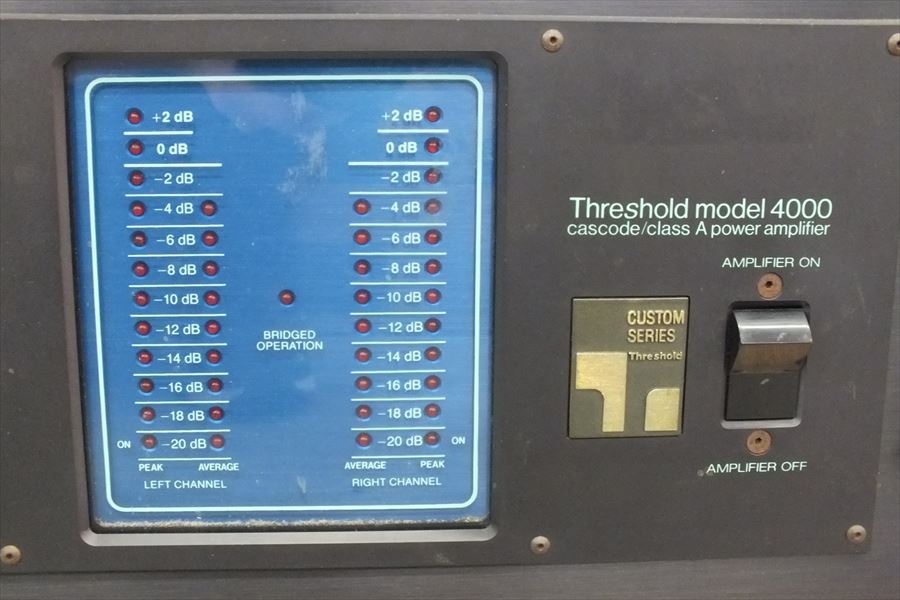 +2 dB
0 dB
−2 dB
−4 dB
−6 dB
−8 dB
−10 dB
−12 dB
−14 dB
−16 dB
−18 dB
ON −20 dB
PEAK AVERAGE
LEFT CHANNEL
BRIDGED
OPERATION
+2 dB
0 dB
−2 dB
−4 dB
−6 dB
−8 dB
−10 dB
−12 dB
−14 dB
−16 dB
−18 dB
−20 dB ON
AVERAGE PEAK
RIGHT CHANNEL
Threshold model 4000
cascode/class A power amplifier
CUSTOM
SERIES
Threshold
AMPLIFIER ON
AMPLIFIER OFF